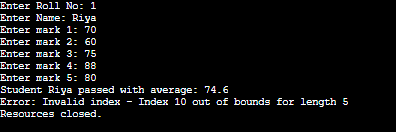 Enter Roll No: 1
Enter Name: Riya
Enter mark 1: 70
Enter mark 2: 60
Enter mark 3: 75
Enter mark 4: 88
Enter mark 5: 80
Student Riya passed with average: 74.6
Error: Invalid index - Index 10 out of bounds for length 5
Resources closed.